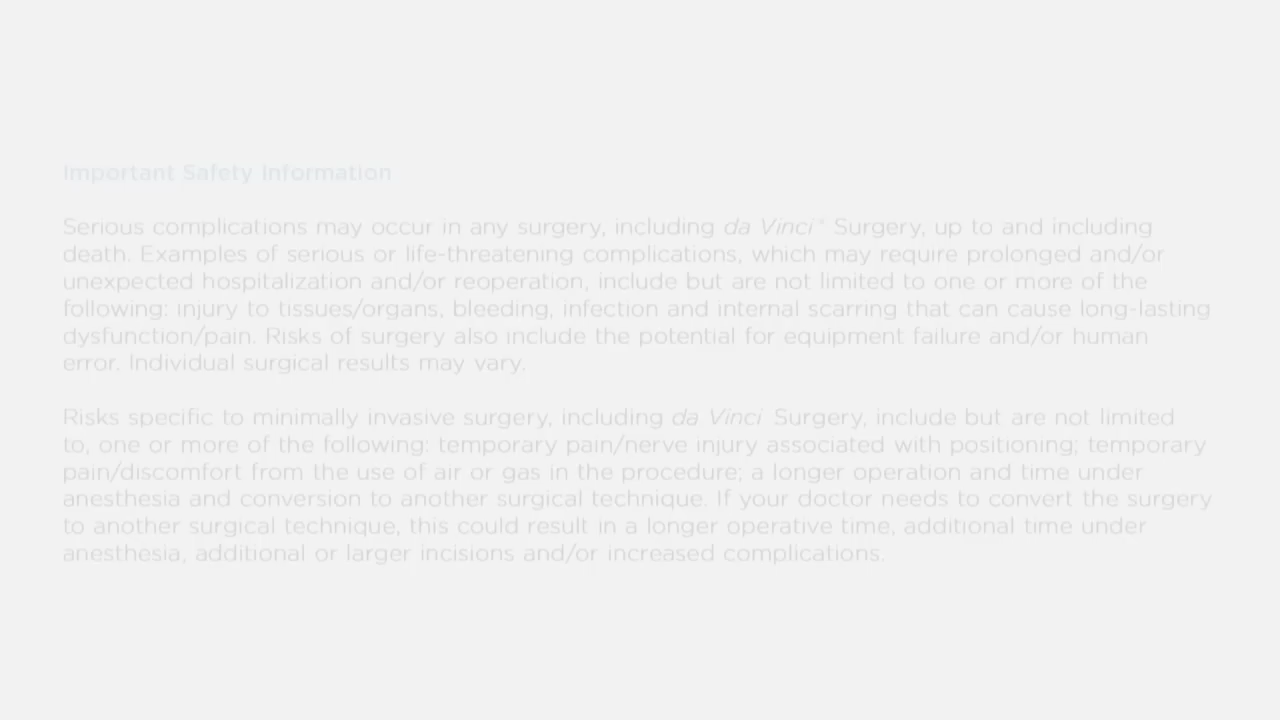 Important Safety Information
Serious complications may occur in any surgery, including da Vinci® Surgery, up to and including
death. Examples of serious or life-threatening complications, which may require prolonged and/or
unexpected hospitalization and/or reoperation, include but are not limited to one or more of the
following: injury to tissues/organs, bleeding, infection and internal scarring that can cause long-lasting
dysfunction/pain. Risks of surgery also include the potential for equipment failure and/or human
error. Individual surgical results may vary.
Risks specific to minimally invasive surgery, including da Vinci Surgery, include but are not limited
to, one or more of the following: temporary pain/nerve injury associated with positioning; temporary
pain/discomfort from the use of air or gas in the procedure; a longer operation and time under
anesthesia and conversion to another surgical technique. If your doctor needs to convert the surgery
to another surgical technique, this could result in a longer operative time, additional time under
anesthesia, additional or larger incisions and/or increased complications.